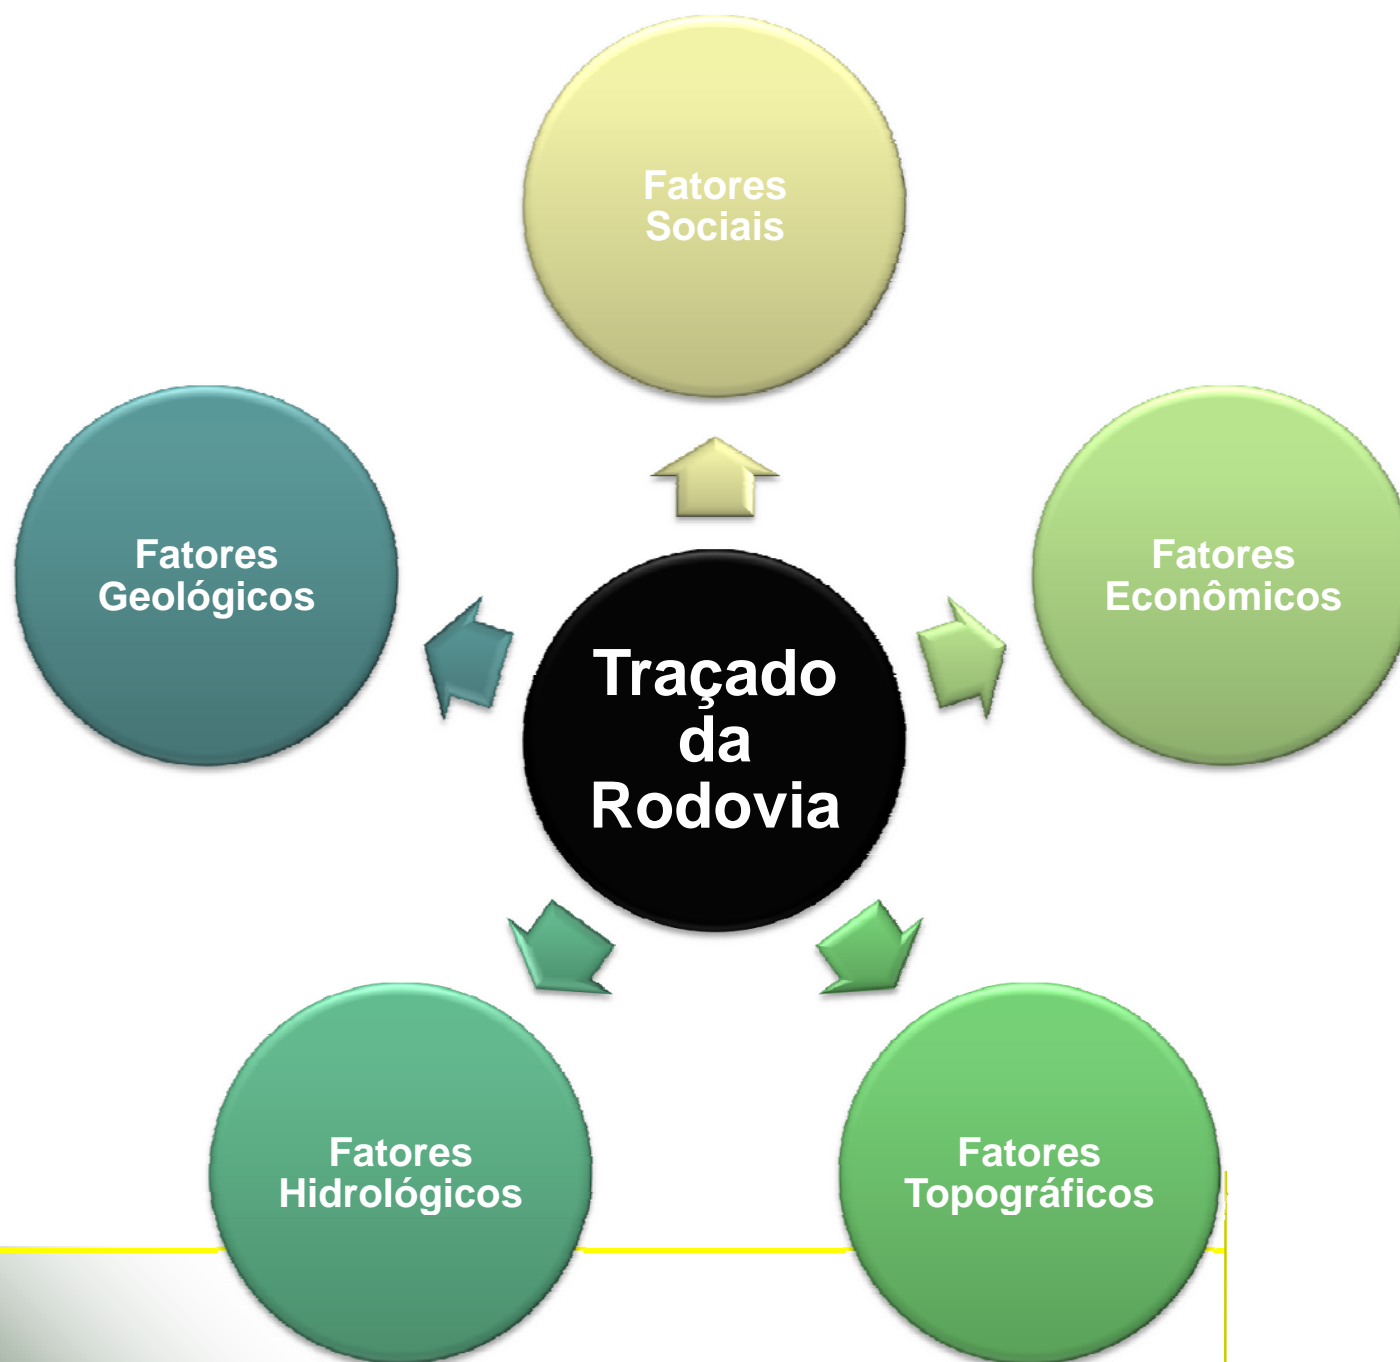 Fatores
Sociais
Fatores
Geológicos
Fatores
Econômicos
Traçado
da
Rodovia
Fatores
Hidrológicos
Fatores
Topográficos